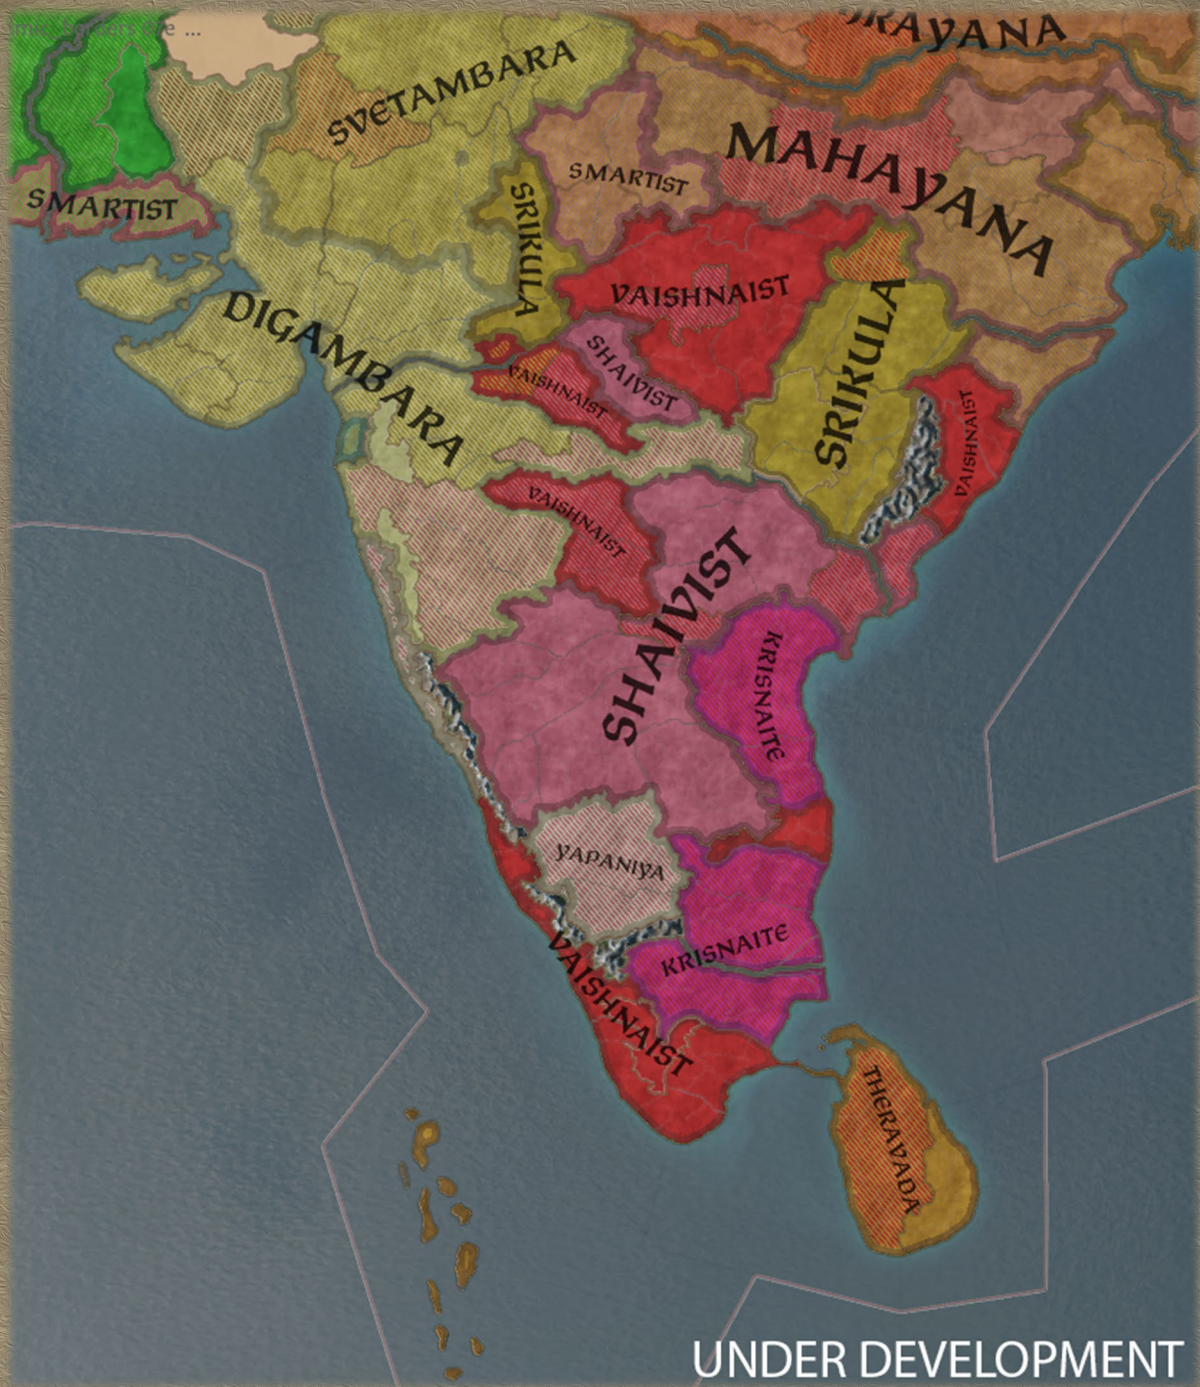 RAYANA
SVETAMBARA
MAHAYANA
SMARTIST
SMARTIST
SRIKULA
VAISHNAIST
DIGAMBARA
SRIKULA
SHAIVIST
VAISHNAIST
VAISHNAIST
VAISHNAIST
SHAIVIST
KRISNAITE
YAPANIYA
KRISNAITE
VAISHNAIST
THERAVADA
UNDER DEVELOPMENT